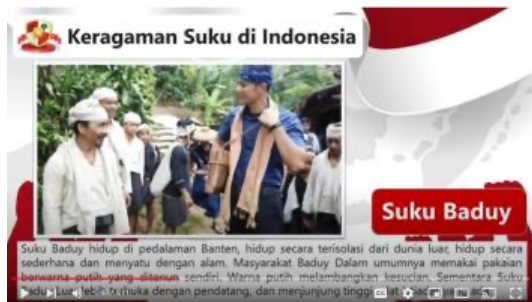 Keragaman Suku di Indonesia
Suku Baduy
Suku Baduy hidup di pedalaman Banten, hidup secara terisolasi dari dunia luar, hidup secara
sederhana dan menyatu dengan alam. Masyarakat Baduy Dalam umumnya memakai pakaian
berwarna putih yang ditenun sendiri. Warna putih melambangkan kesucian. Sementara Suku
Baduy Luar lebih terbuka dengan pendatang, dan menjunjung tinggi